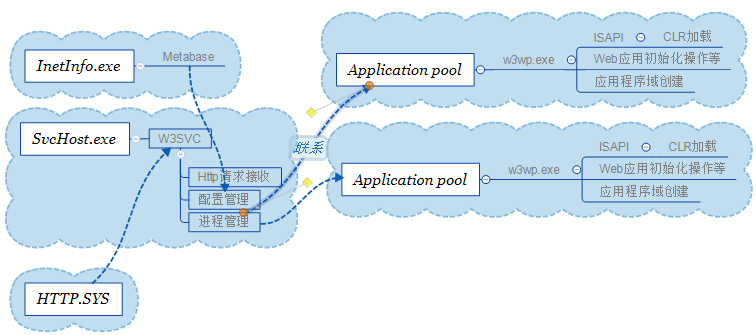 InetInfo.exe
Metabase
SvcHost.exe
W3SVC
Http请求接收
配置管理
进程管理
HTTP.SYS
联系
Application pool
w3wp.exe
ISAPI
CLR加载
Web应用初始化操作等
应用程序域创建
Application pool
w3wp.exe
ISAPI
CLR加载
Web应用初始化操作等
应用程序域创建